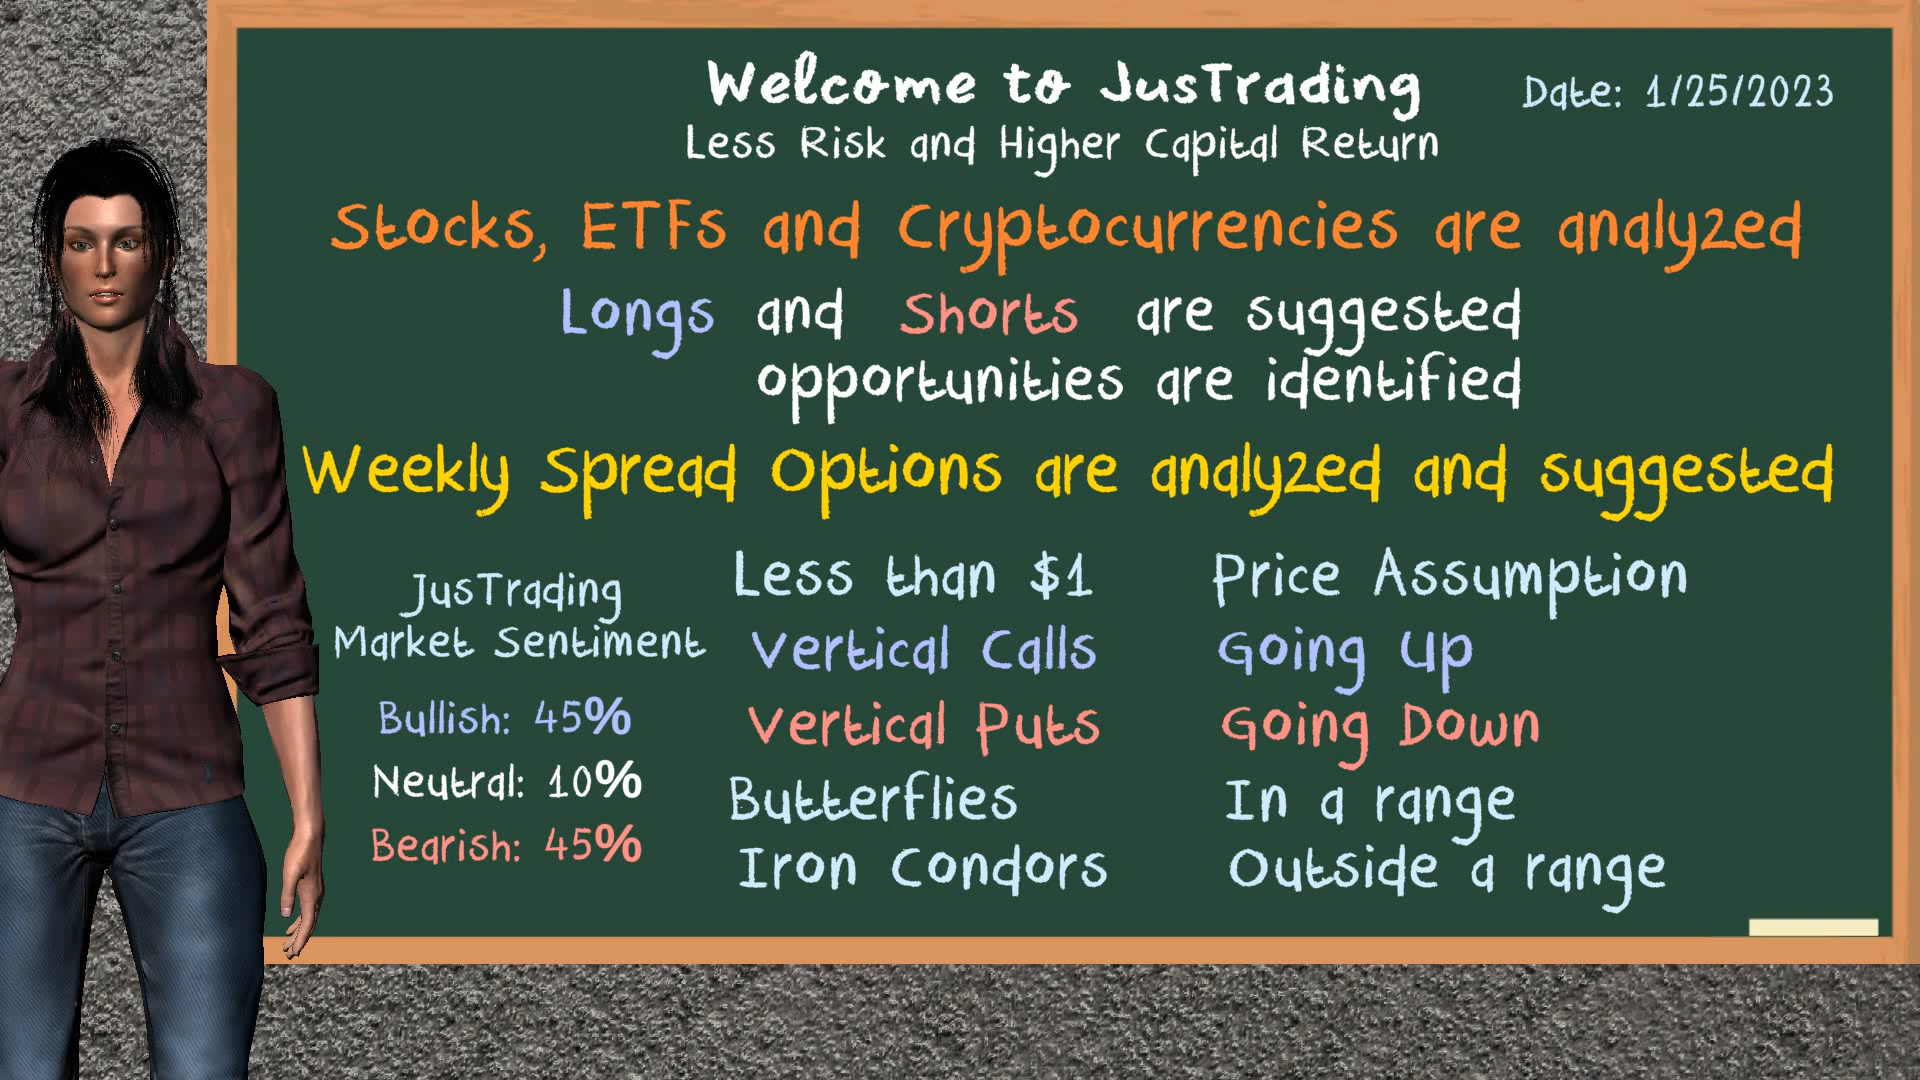 Welcome to JusTrading
Date: 1/25/2023
Less Risk and Higher Capital Return
Stocks, ETFs and Cryptocurrencies are analyzed
Longs and Shorts are suggested
opportunities are identified
Weekly Spread Options are analyzed and suggested
JusTrading
Market Sentiment
Bullish: 45%
Neutral: 10%
Bearish: 45%
Less than $1 Price Assumption
Vertical Calls Going Up
Vertical Puts Going Down
Butterflies In a range
Iron Condors Outside a range